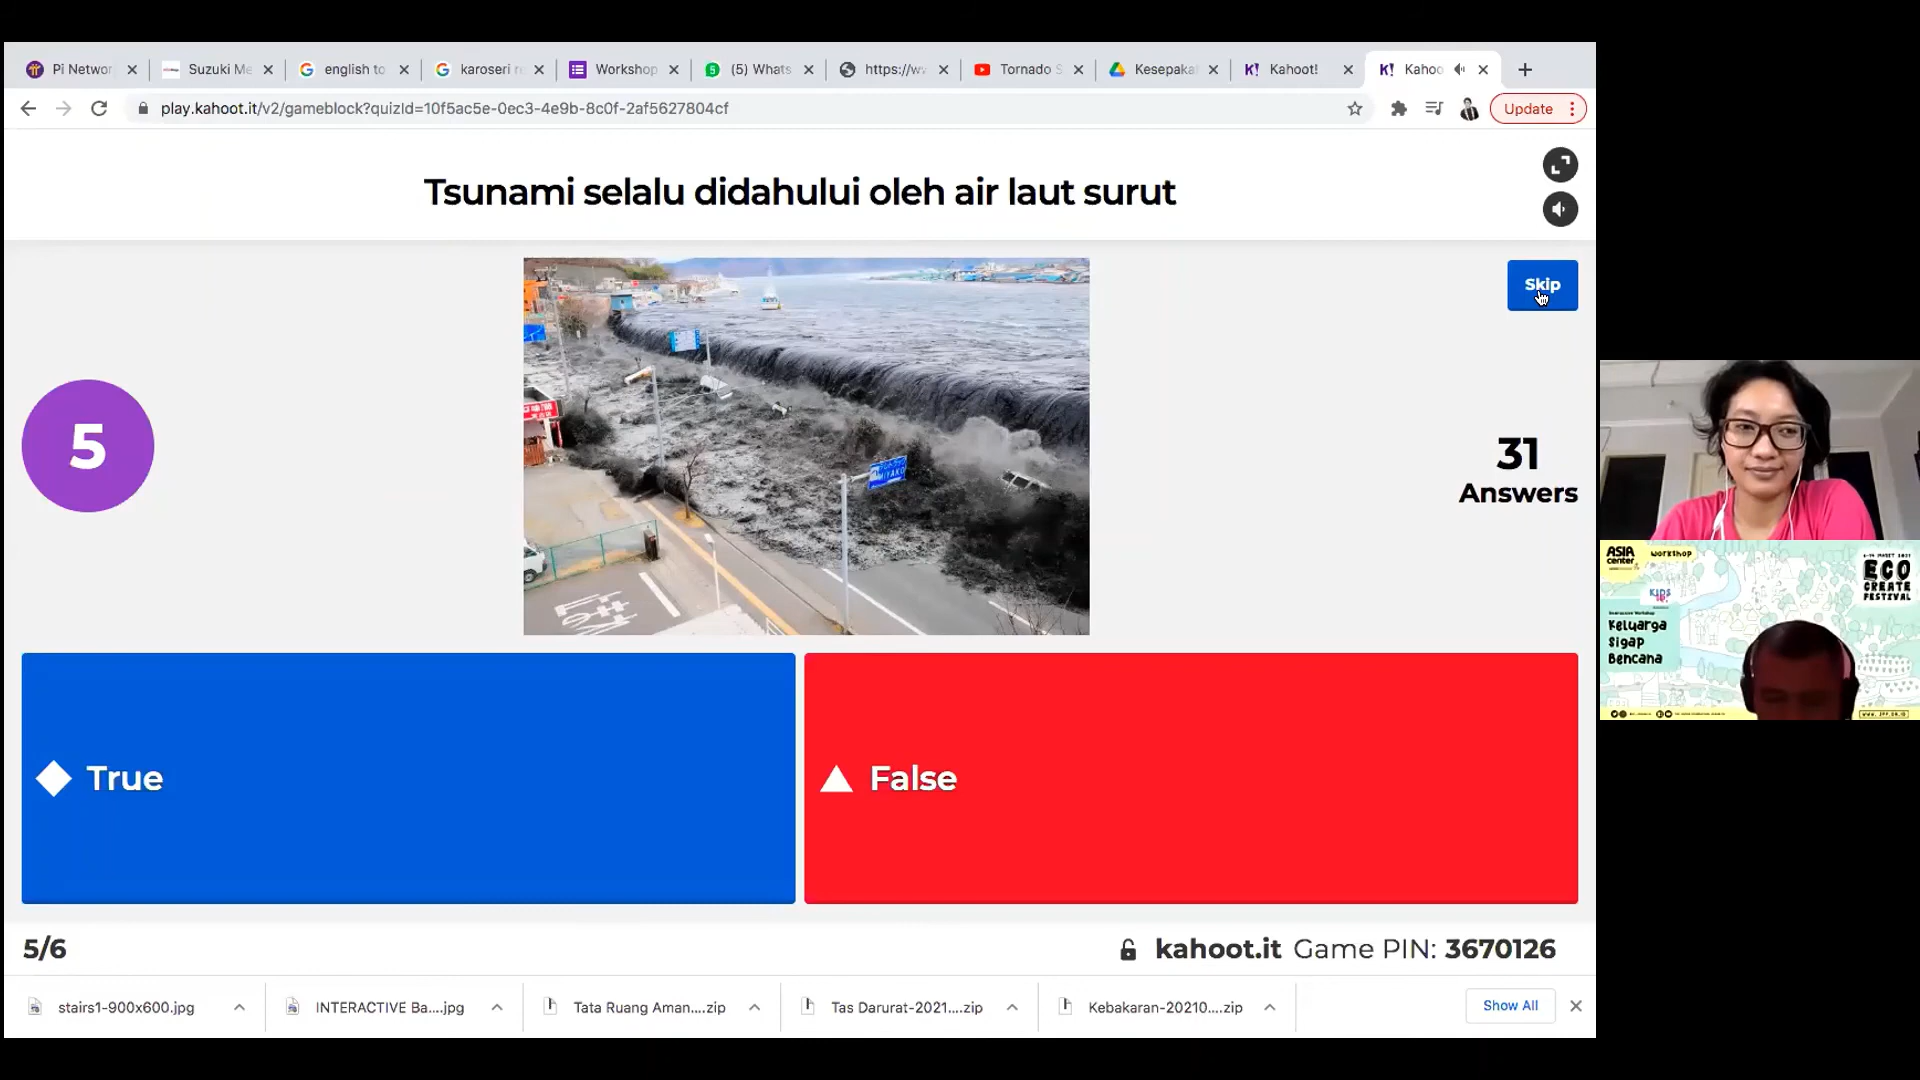 Pi Networ
Suzuki Me
english to
karoseri r
Workshop
(5) Whats
https://w
Tornado S
Kesepaka
Kahoot!
Kahoo
play.kahoot.it/v2/gameblock?quizId=10f5ac5e-0ec3-4e9b-8c0f-2af5627804cf
Update
Tsunami selalu didahului oleh air laut surut
Skip
5
31
Answers
MIYAKO
True
False
5/6
kahoot.it Game PIN: 3670126
stairs1-900x600.jpg
INTERACTIVE Ba....jpg
Tata Ruang Aman....zip
Tas Darurat-2021....zip
Kebakaran-20210....zip
Show All
ASIA
center
Workshop
ECO
CREATE
FESTIVAL
KIDS
Keluarga
Sigap
Bencana